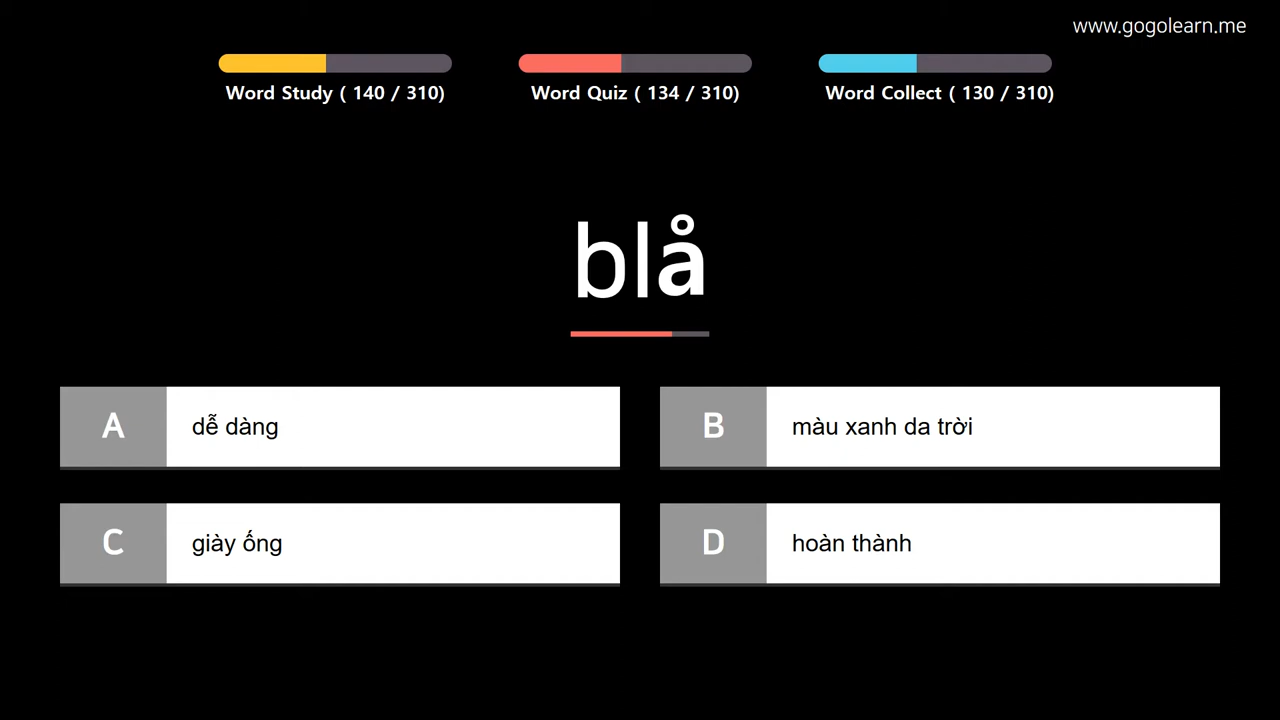 www.gogolearn.me
Word Study ( 140 / 310)
Word Quiz ( 134 / 310)
Word Collect ( 130 / 310)
blå
A dễ dàng
B màu xanh da trời
C giày ống
D hoàn thành